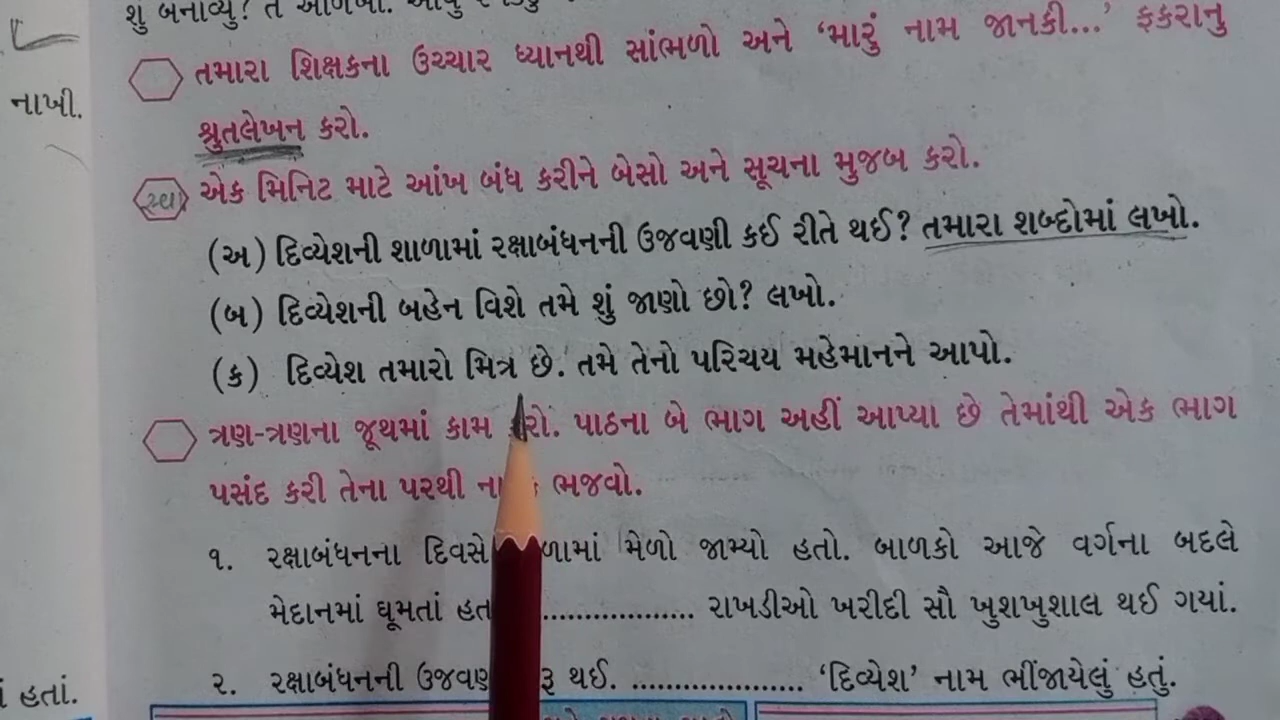 શું બનાવ્યું? તે
તમારા શિક્ષકના ઉચ્ચાર ધ્યાનથી સાંભળો અને ‘મારું નામ જાનકી...’ ફકરાનુ
નાખી.
શ્રુતલેખન કરો.
એક મિનિટ માટે આંખ બંધ કરીને બેસો અને સૂચના મુજબ કરો.
(અ) દિવ્યેશની શાળામાં રક્ષાબંધનની ઉજવણી કઈ રીતે થઈ? તમારા શબ્દોમાં લખો.
(બ) દિવ્યેશની બહેન વિશે તમે શું જાણો છો? લખો.
(ક) દિવ્યેશ તમારો મિત્ર છે. તમે તેનો પરિચય મહેમાનને આપો.
ત્રણ-ત્રણના જૂથમાં કામ કરો. પાઠના બે ભાગ અહીં આપ્યા છે તેમાંથી એક ભાગ
પસંદ કરી તેના પરથી ભજવો.
૧. રક્ષાબંધનના દિવસે મેળો જામ્યો હતો. બાળકો આજે વર્ગના બદલે
મેદાનમાં ઘૂમતાં .................. રાખડીઓ ખરીદી સૌ ખુશખુશાલ થઈ ગયાં.
૨. રક્ષાબંધનની થઈ. .................... ‘દિવ્યેશ’ નામ ભીંજાયેલું હતું.
હતાં.